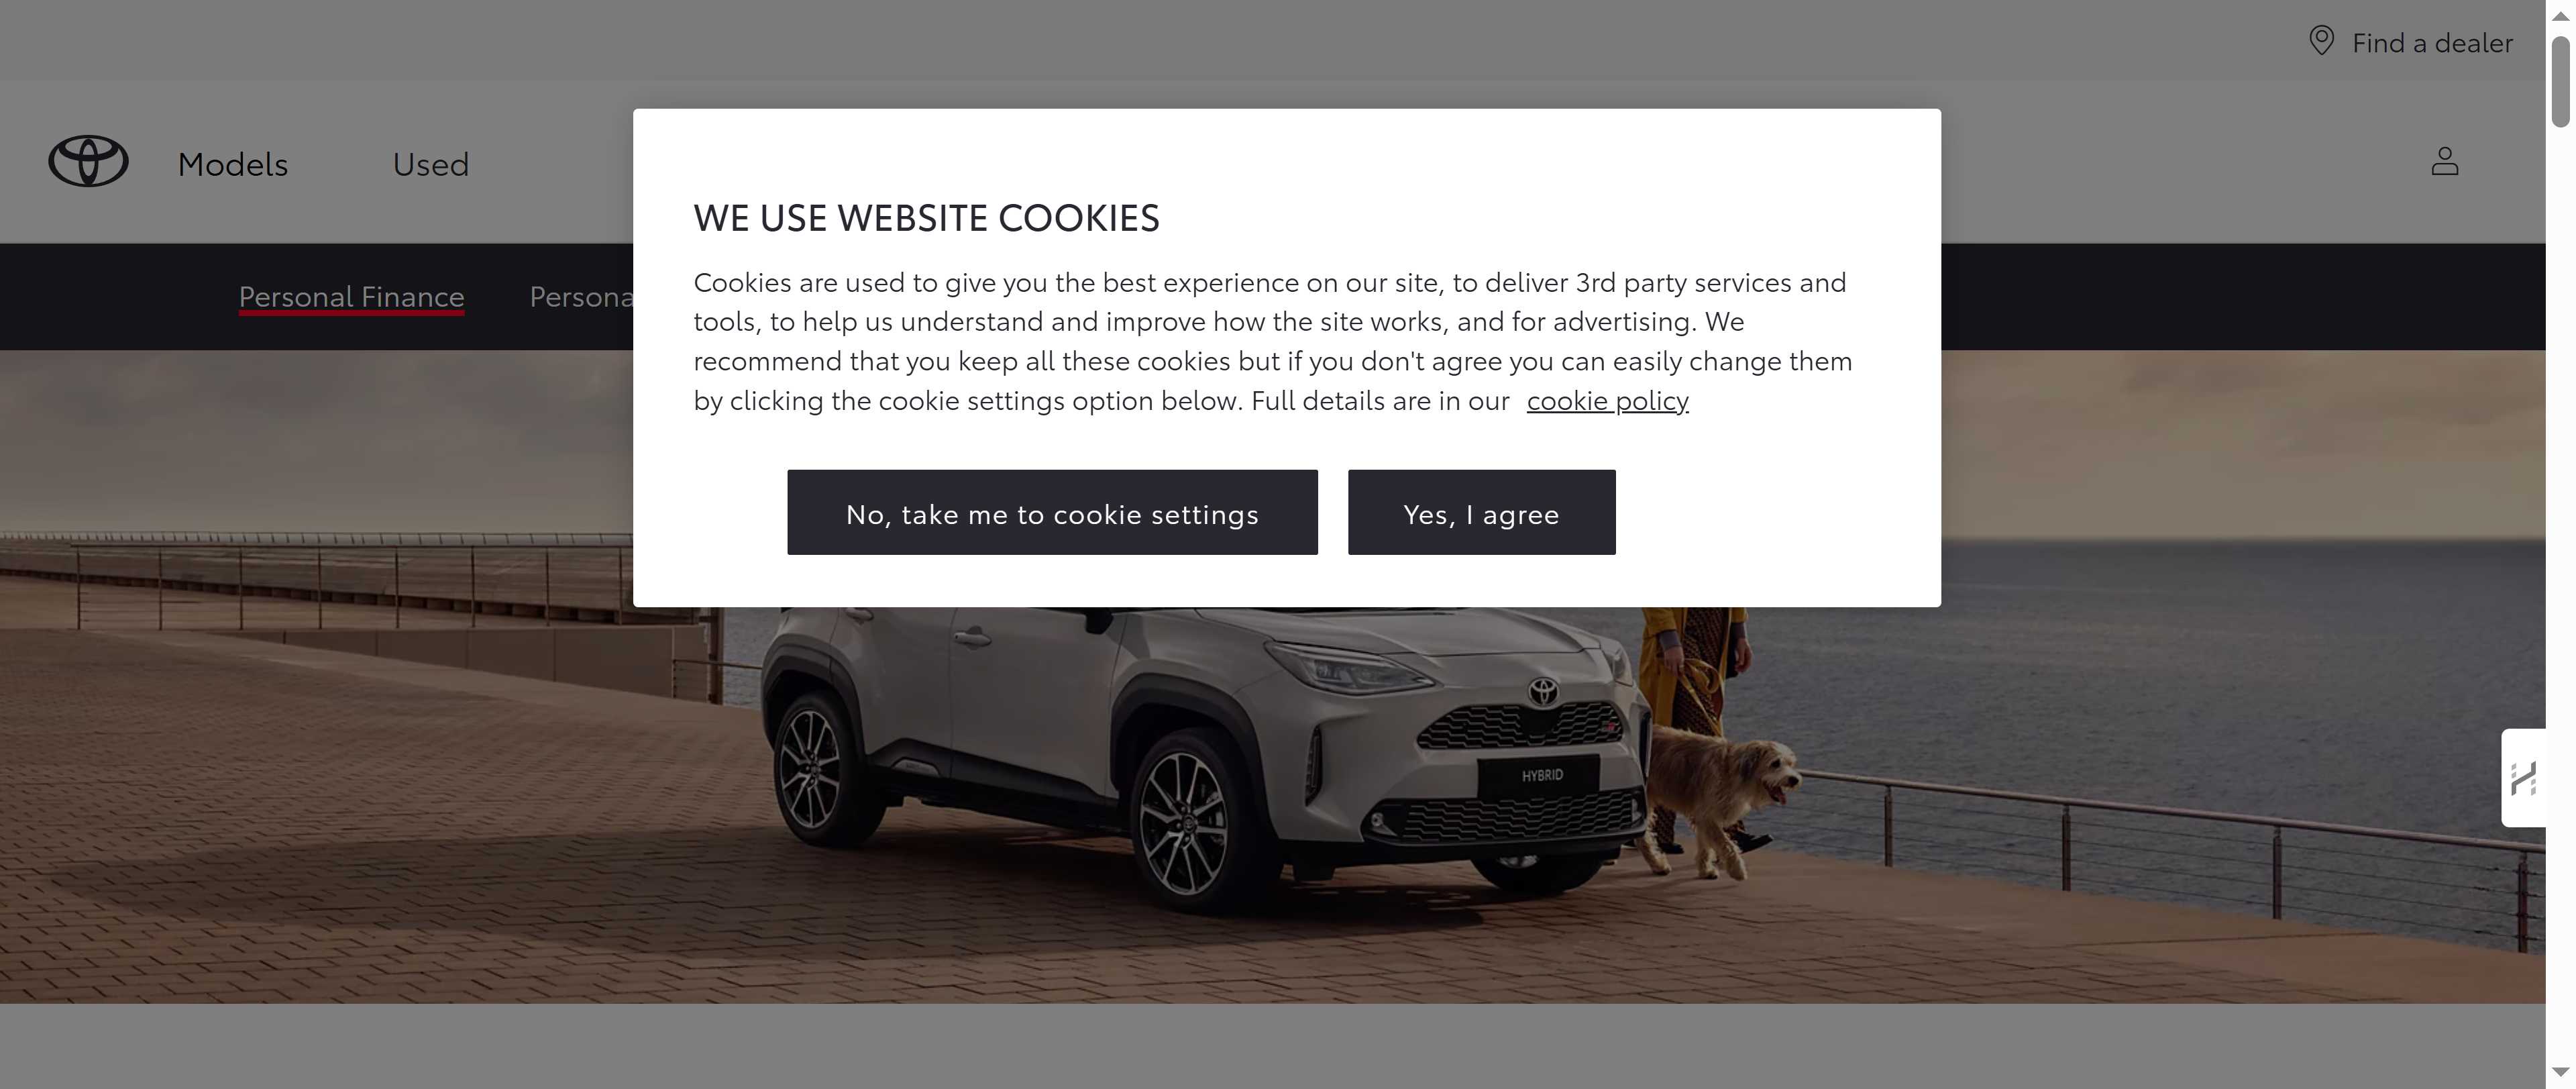 Find a dealer
Models
Used
Personal Finance
Persona
WE USE WEBSITE COOKIES
Cookies are used to give you the best experience on our site, to deliver 3rd party services and
tools, to help us understand and improve how the site works, and for advertising. We
recommend that you keep all these cookies but if you don't agree you can easily change them
by clicking the cookie settings option below. Full details are in our cookie policy
No, take me to cookie settings
Yes, I agree
HYBRID